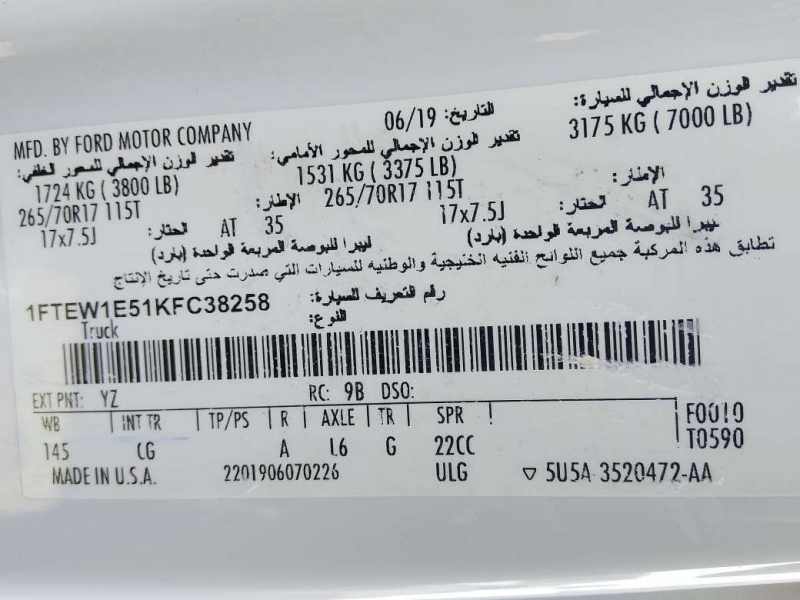 تقدير الوزن الإجمالي للسيارة:
3175 KG ( 7000 LB)
التاريخ: 06/19
MFD. BY FORD MOTOR COMPANY
تقدير الوزن الإجمالي للمحور الأمامي:
1531 KG ( 3375 LB)
تقدير الوزن الإجمالي للمحور الخلفي:
1724 KG ( 3800 LB)
الإطار: 265/70R17 115T
الإطار: 265/70R17 115T
17x7.5J الحتار: AT 35
17x7.5J الحتار: AT 35
ليبرا للبوصة المربعة الواحدة (بارد)
ليبرا للبوصة المربعة الواحدة (بارد)
تطابق هذه المركبة جميع اللوائح الفنيه الخليجية والوطنيه للسيارات التي صدرت حتى تاريخ الإنتاج
رقم التعريف للسيارة: 1FTEW1E51KFC38258
النوع: Truck
EXT PNT: YZ RC: 9B DSO:
WB INT TR TP/PS R AXLE TR SPR F0010
145 CG A L6 G 22CC T0590
MADE IN U.S.A. 2201906070226 ULG 5U5A-3520472-AA